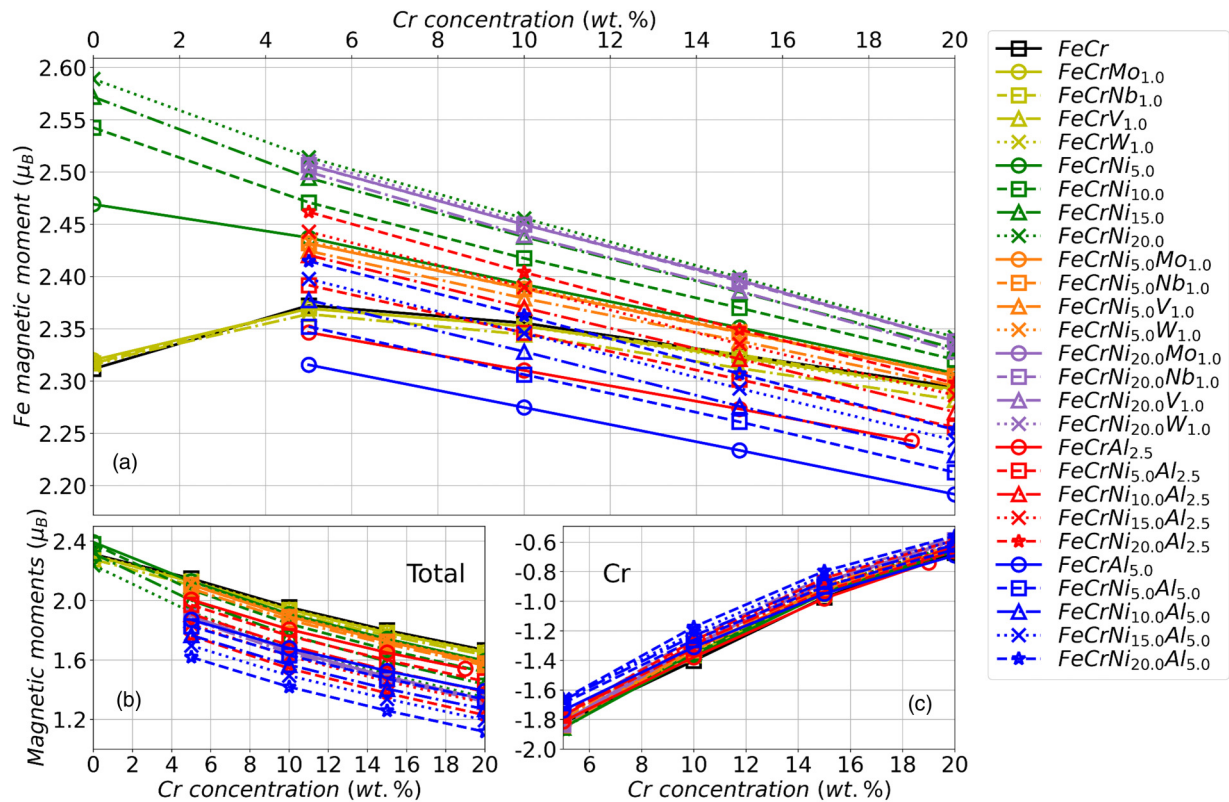 Cr concentration (wt. %)
0 2 4 6 8 10 12 14 16 18 20
Fe magnetic moment (μB)
2.60
2.55
2.50
2.45
2.40
2.35
2.30
2.25
2.20
(a)
FeCr
FeCrMo1.0
FeCrNb1.0
FeCrV1.0
FeCrW1.0
FeCrNi5.0
FeCrNi10.0
FeCrNi15.0
FeCrNi20.0
FeCrNi5.0Mo1.0
FeCrNi5.0Nb1.0
FeCrNi5.0V1.0
FeCrNi5.0W1.0
FeCrNi20.0Mo1.0
FeCrNi20.0Nb1.0
FeCrNi20.0V1.0
FeCrNi20.0W1.0
FeCrAl2.5
FeCrNi5.0Al2.5
FeCrNi10.0Al2.5
FeCrNi15.0Al2.5
FeCrNi20.0Al2.5
FeCrAl5.0
FeCrNi5.0Al5.0
FeCrNi10.0Al5.0
FeCrNi15.0Al5.0
FeCrNi20.0Al5.0
Magnetic moments (μB)
2.4
2.0
1.6
1.2
Total
(b)
0 2 4 6 8 10 12 14 16 18 20
Cr concentration (wt. %)
-0.6
-0.8
-1.0
-1.2
-1.4
-1.6
-1.8
-2.0
Cr
(c)
6 8 10 12 14 16 18 20
Cr concentration (wt. %)